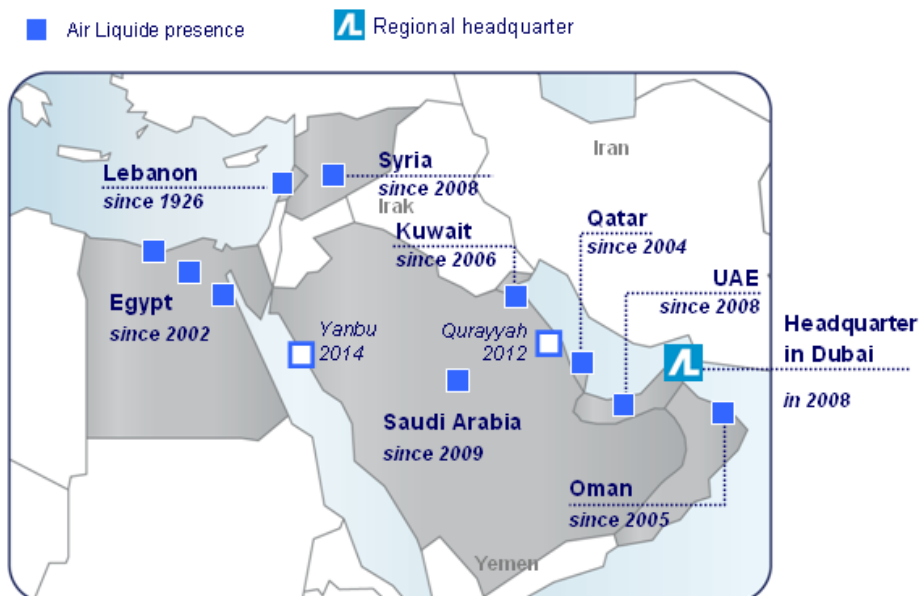 Air Liquide presence
AL Regional headquarter
Iran
Lebanon
since 1926
Syria
since 2008
Irak
Kuwait
since 2006
Qatar
since 2004
UAE
since 2008
Egypt
since 2002
Yanbu
2014
Qurayyah
2012
Headquarter
in Dubai
in 2008
AL
Saudi Arabia
since 2009
Oman
since 2005
Yemen